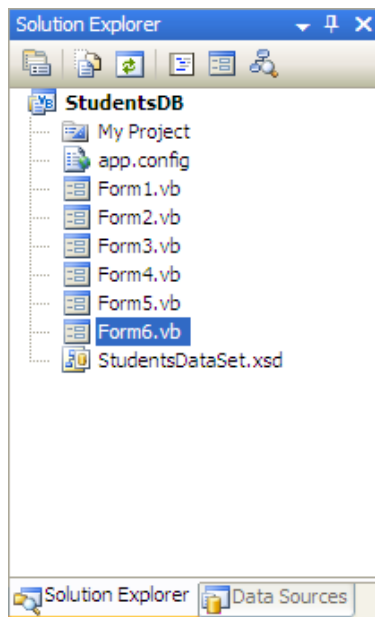 Solution Explorer
StudentsDB
My Project
app.config
Form1.vb
Form2.vb
Form3.vb
Form4.vb
Form5.vb
Form6.vb
StudentsDataSet.xsd
Solution Explorer Data Sources